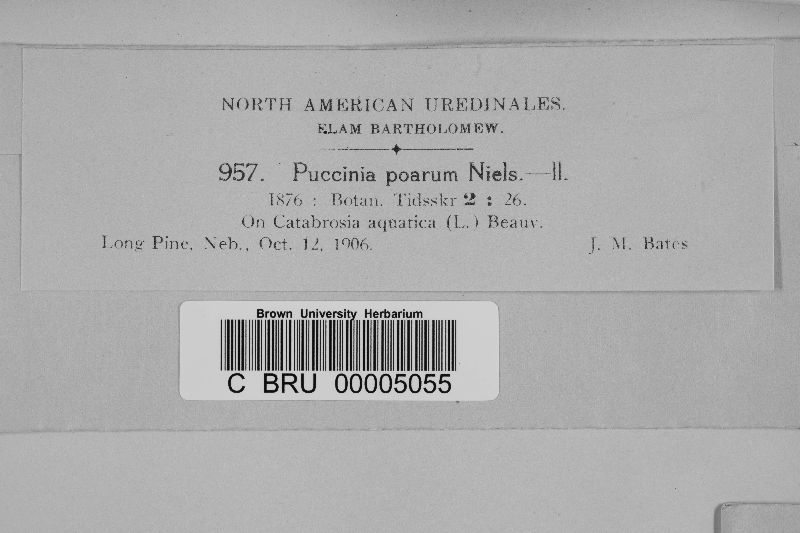 NORTH AMERICAN UREDINALES.
ELAM BARTHOLOMEW.
957. Puccinia poarum Niels.—II.
1876 : Botan. Tidsskr 2 : 26.
On Catabrosia aquatica (L.) Beauv.
Long Pine, Neb., Oct. 12, 1906. J. M. Bates
Brown University Herbarium
C BRU 00005055